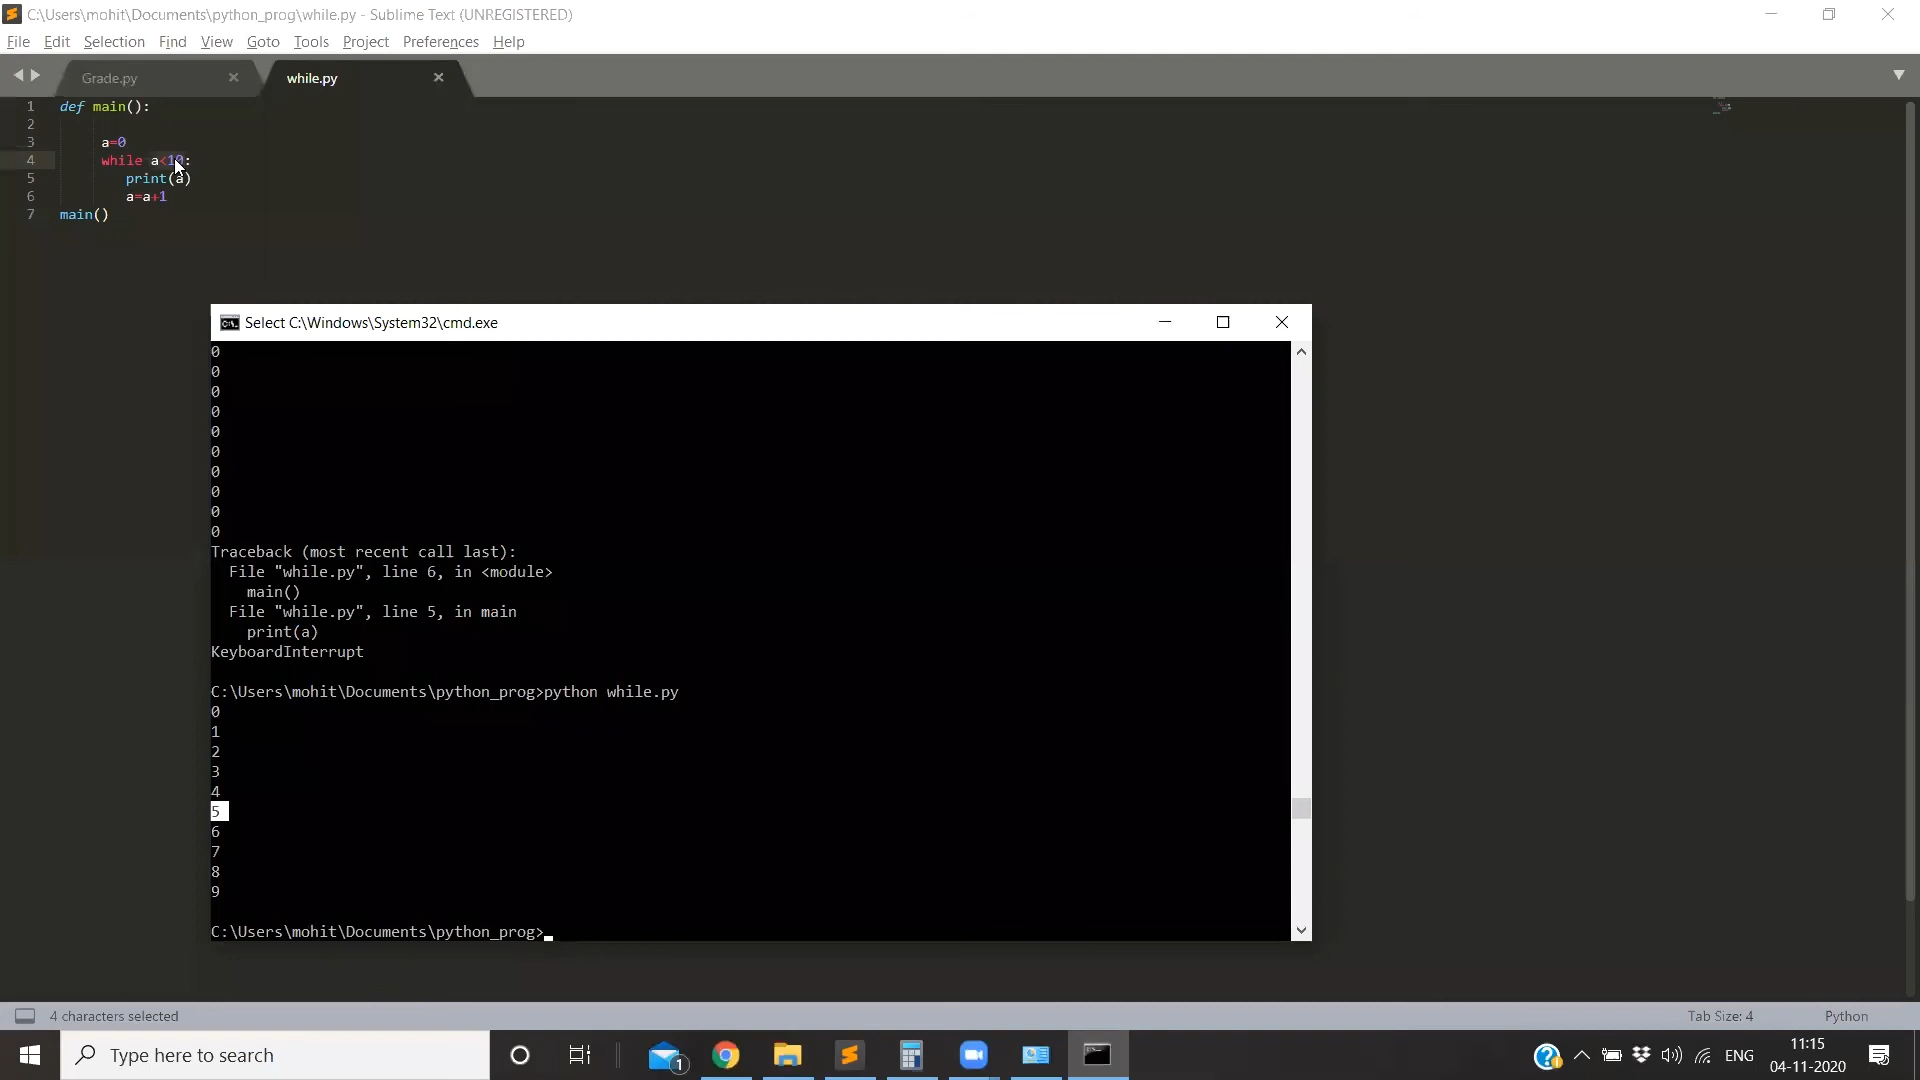 C:\Users\mohit\Documents\python_prog\while.py - Sublime Text (UNREGISTERED)
File Edit Selection Find View Goto Tools Project Preferences Help
Grade.py while.py
1 def main():
2
3 a=0
4 while a<10:
5 print(a)
6 a=a+1
7 main()
Select C:\Windows\System32\cmd.exe
0
0
0
0
0
0
0
0
0
0
Traceback (most recent call last):
File "while.py", line 6, in <module>
main()
File "while.py", line 5, in main
print(a)
KeyboardInterrupt
C:\Users\mohit\Documents\python_prog>python while.py
0
1
2
3
4
5
6
7
8
9
C:\Users\mohit\Documents\python_prog>
4 characters selected Tab Size: 4 Python
Type here to search 1 ENG 11:15
04-11-2020